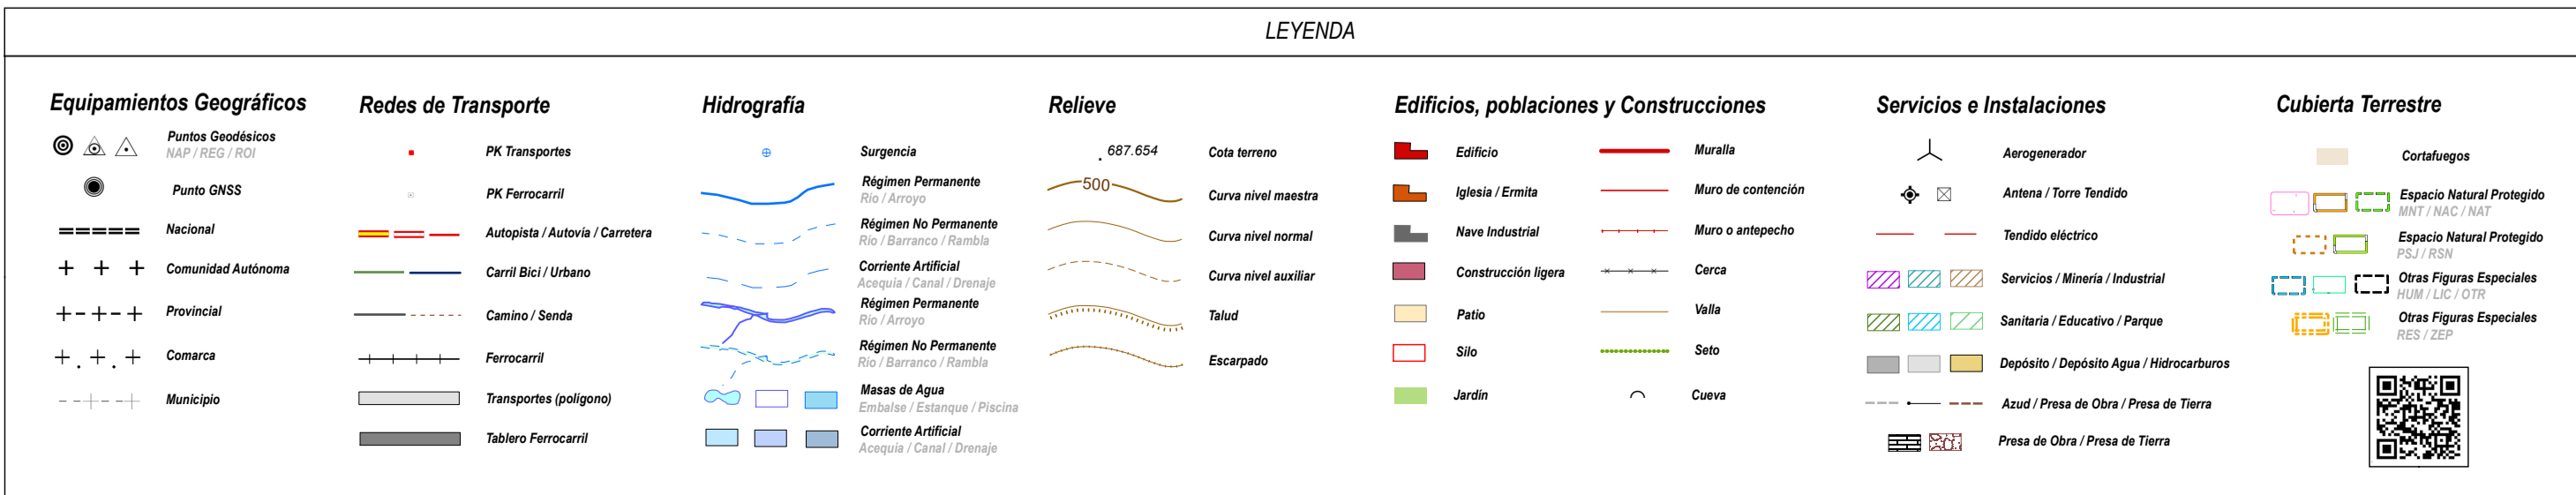 LEYENDA
Equipamientos Geográficos
Puntos Geodésicos
NAP / REG / ROI
Punto GNSS
Nacional
Comunidad Autónoma
Provincial
Comarca
Municipio
Redes de Transporte
PK Transportes
PK Ferrocarril
Autopista / Autovía / Carretera
Carril Bici / Urbano
Camino / Senda
Ferrocarril
Transportes (polígono)
Tablero Ferrocarril
Hidrografía
Surgencia
Régimen Permanente
Río / Arroyo
Régimen No Permanente
Río / Barranco / Rambla
Corriente Artificial
Acequia / Canal / Drenaje
Régimen Permanente
Río / Arroyo
Régimen No Permanente
Río / Barranco / Rambla
Masas de Agua
Embalse / Estanque / Piscina
Corriente Artificial
Acequia / Canal / Drenaje
Relieve
687.654
Cota terreno
500
Curva nivel maestra
Curva nivel normal
Curva nivel auxiliar
Talud
Escarpado
Edificios, poblaciones y Construcciones
Edificio
Iglesia / Ermita
Nave Industrial
Construcción ligera
Patio
Silo
Jardín
Muralla
Muro de contención
Muro o antepecho
Cerca
Valla
Seto
Cueva
Servicios e Instalaciones
Aerogenerador
Antena / Torre Tendido
Tendido eléctrico
Servicios / Minería / Industrial
Sanitaria / Educativo / Parque
Depósito / Depósito Agua / Hidrocarburos
Azud / Presa de Obra / Presa de Tierra
Presa de Obra / Presa de Tierra
Cubierta Terrestre
Cortafuegos
Espacio Natural Protegido
MNT / NAC / NAT
Espacio Natural Protegido
PSJ / RSN
Otras Figuras Especiales
HUM / LIC / OTR
Otras Figuras Especiales
RES / ZEP